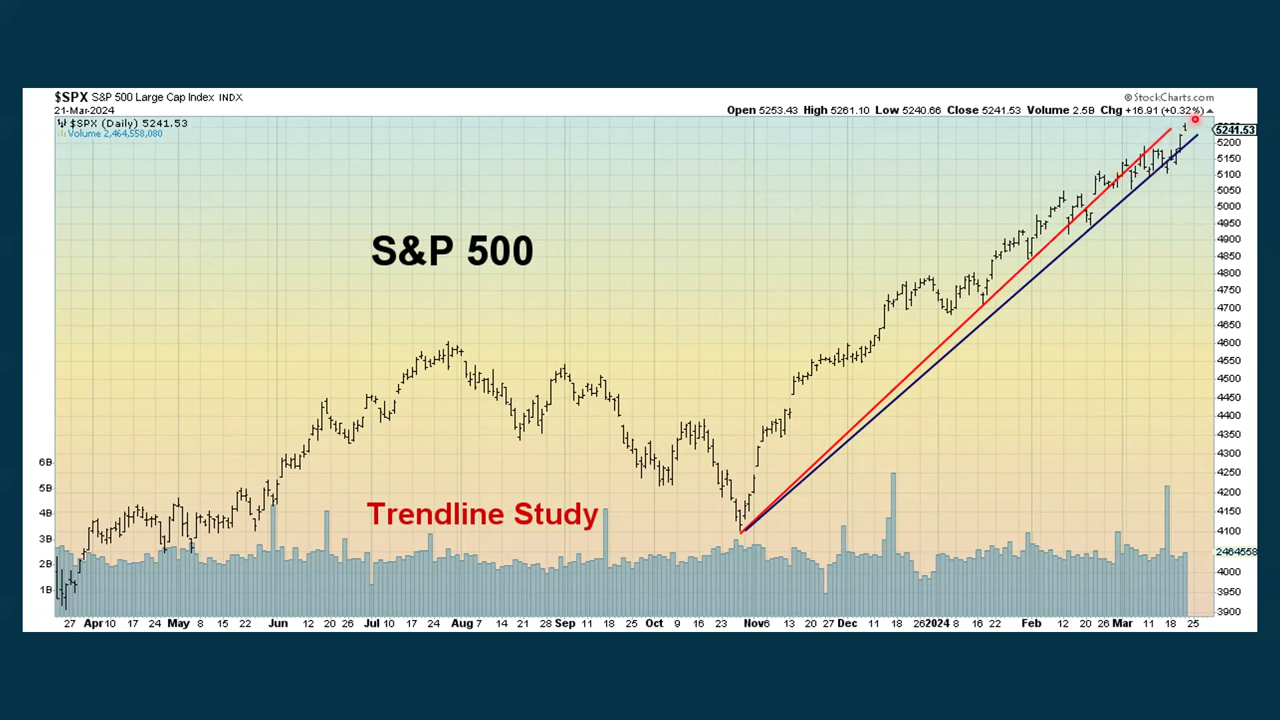 $SPX S&P 500 Large Cap Index INDX
© StockCharts.com
21-Mar-2024
Open 5253.43 High 5261.10 Low 5240.66 Close 5241.53 Volume 2.5B Chg +16.91 (+0.32%)
$SPX (Daily) 5241.53
Volume 2,464,558,080
5241.53
5200
5150
5100
5050
5000
4950
4900
4850
4800
4750
4700
4650
4600
4550
4500
4450
4400
4350
4300
4250
4200
4150
4100
2464558
4000
3950
3900
S&P 500
Trendline Study
6B
5B
4B
3B
2B
1B
27 Apr 10 17 24 May 8 15 22 Jun 12 20 26 Jul 11 17 24 Aug 7 14 21 28 Sep 11 18 25 Oct 9 16 23 Nov 6 13 20 27 Dec 11 18 26 2024 8 16 22 Feb 12 20 26 Mar 11 18 25